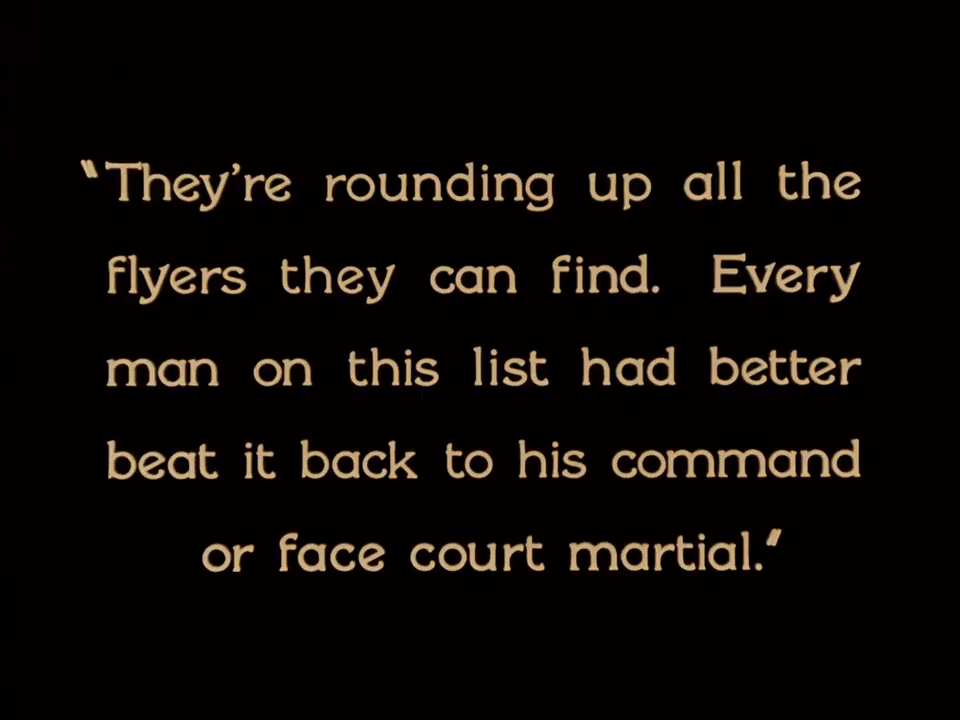 "They're rounding up all the
flyers they can find. Every
man on this list had better
beat it back to his command
or face court martial."